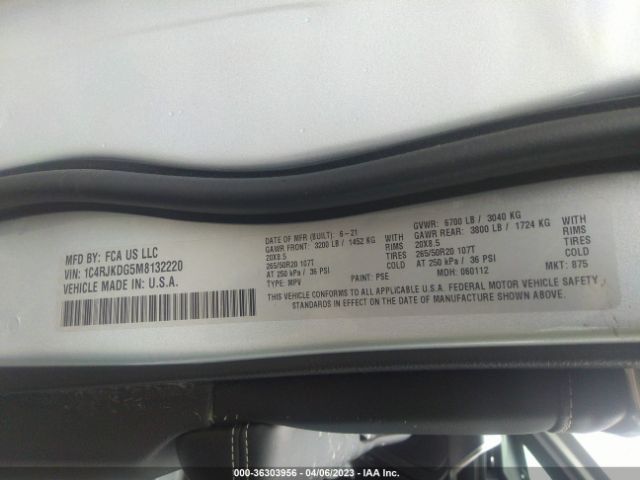 MFD BY: FCA US LLC
VIN: 1C4RJKDG5M8132220
VEHICLE MADE IN: U.S.A.
DATE OF MFR (BUILT): 6-21 GVWR: 6700 LB / 3040 KG
GAWR FRONT: 3200 LB / 1452 KG WITH GAWR REAR: 3800 LB / 1724 KG WITH
20X8.5 RIMS 20X8.5 RIMS
265/50R20 107T TIRES 265/50R20 107T TIRES
AT 250 kPa / 36 PSI COLD AT 250 kPa / 36 PSI COLD
TYPE: MPV PAINT: PSE MDH: 060112 MKT: 875
THIS VEHICLE CONFORMS TO ALL APPLICABLE U.S.A. FEDERAL MOTOR VEHICLE SAFETY
STANDARDS IN EFFECT ON THE DATE OF MANUFACTURE SHOWN ABOVE.
000-36303956 - 04/06/2023 - IAA Inc.